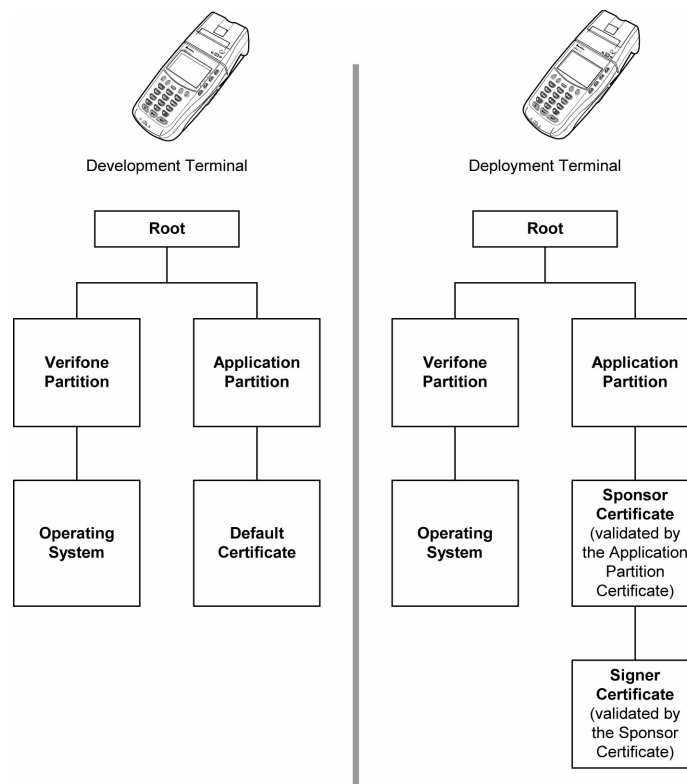 Development Terminal
Root
Verifone
Partition
Application
Partition
Operating
System
Default
Certificate
Deployment Terminal
Root
Verifone
Partition
Application
Partition
Operating
System
Sponsor
Certificate
(validated by
the Application
Partition
Certificate)
Signer
Certificate
(validated by
the Sponsor
Certificate)